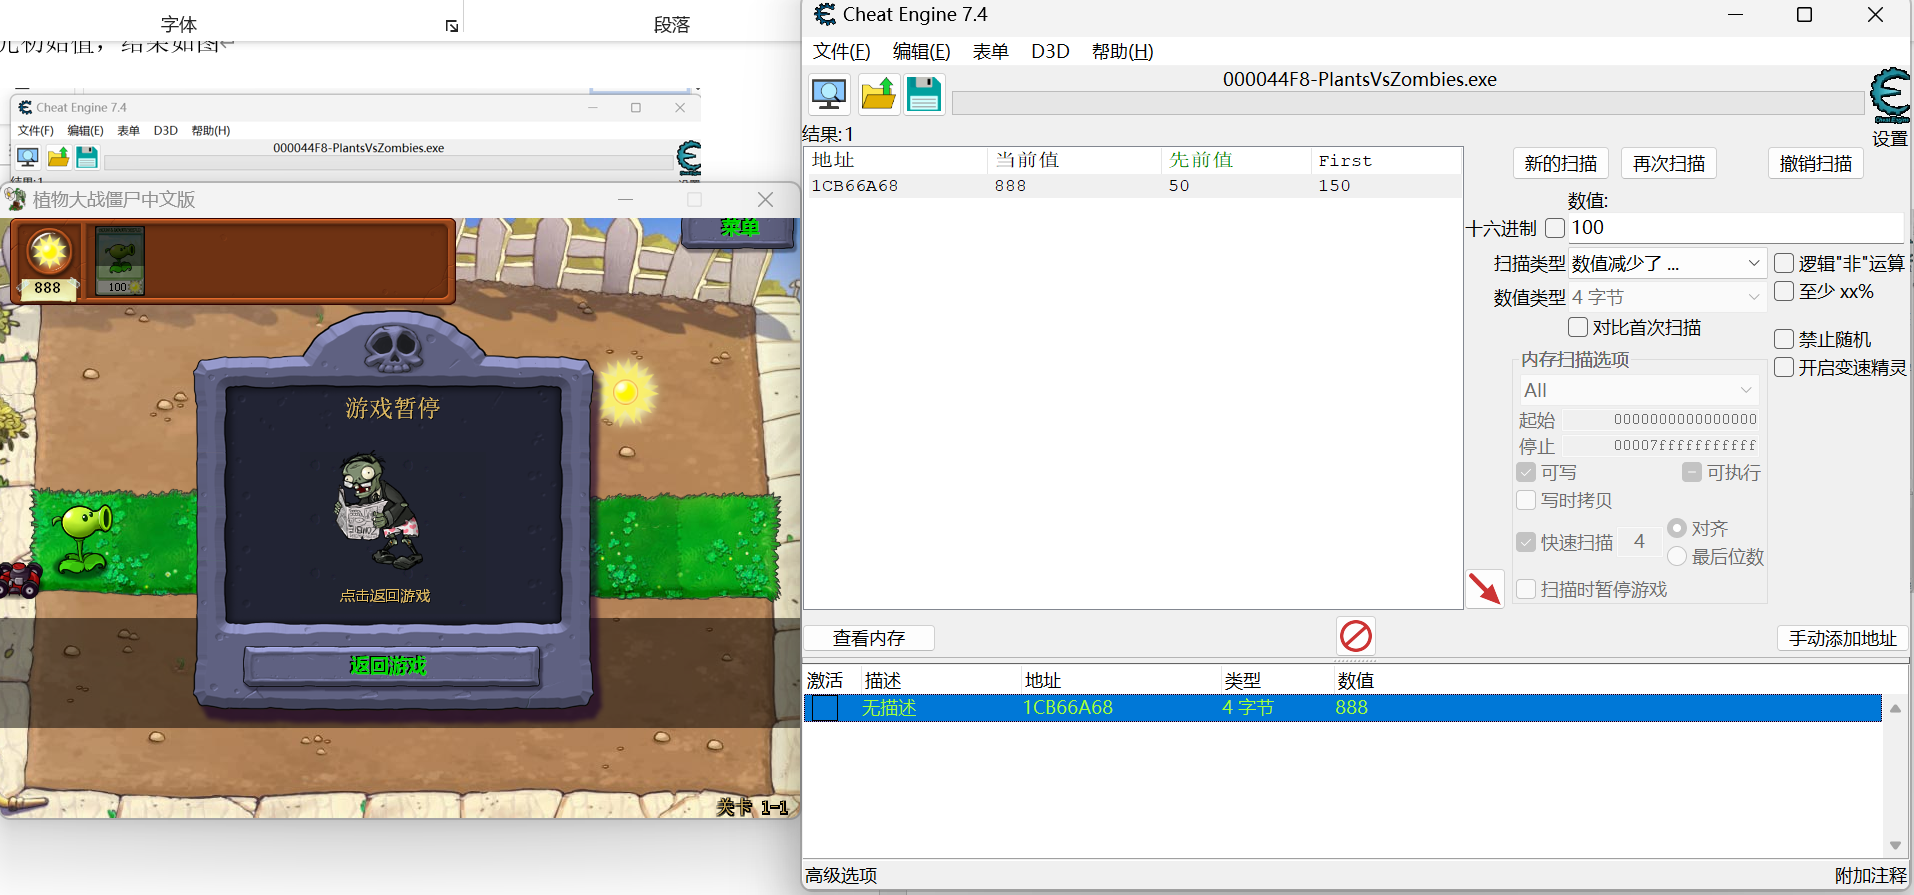 字体
段落
Cheat Engine 7.4
文件(F) 编辑(E) 表单 D3D 帮助(H)
000044F8-PlantsVsZombies.exe
植物大战僵尸中文版
菜单
888
100
游戏暂停
点击返回游戏
返回游戏
关卡 1-1
Cheat Engine 7.4
文件(F) 编辑(E) 表单 D3D 帮助(H)
000044F8-PlantsVsZombies.exe
设置
结果:1
地址 当前值 先前值 First
1CB66A68 888 50 150
新的扫描 再次扫描 撤销扫描
数值:
十六进制 100
扫描类型 数值减少了 ... 逻辑"非"运算
数值类型 4 字节 至少 xx%
对比首次扫描
禁止随机
内存扫描选项
开启变速精灵
All
起始 0000000000000000
停止 00007fffffffffff
可写 可执行
写时拷贝
快速扫描 4 对齐
最后位数
扫描时暂停游戏
查看内存 手动添加地址
激活 描述 地址 类型 数值
无描述 1CB66A68 4 字节 888
高级选项 附加注释